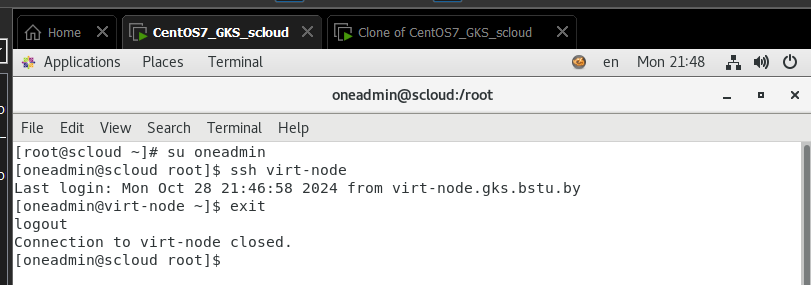 Home CentOS7_GKS_scloud Clone of CentOS7_GKS_scloud
Applications Places Terminal en Mon 21:48
oneadmin@scloud:/root
File Edit View Search Terminal Help
[root@scloud ~]# su oneadmin
[oneadmin@scloud root]$ ssh virt-node
Last login: Mon Oct 28 21:46:58 2024 from virt-node.gks.bstu.by
[oneadmin@virt-node ~]$ exit
logout
Connection to virt-node closed.
[oneadmin@scloud root]$